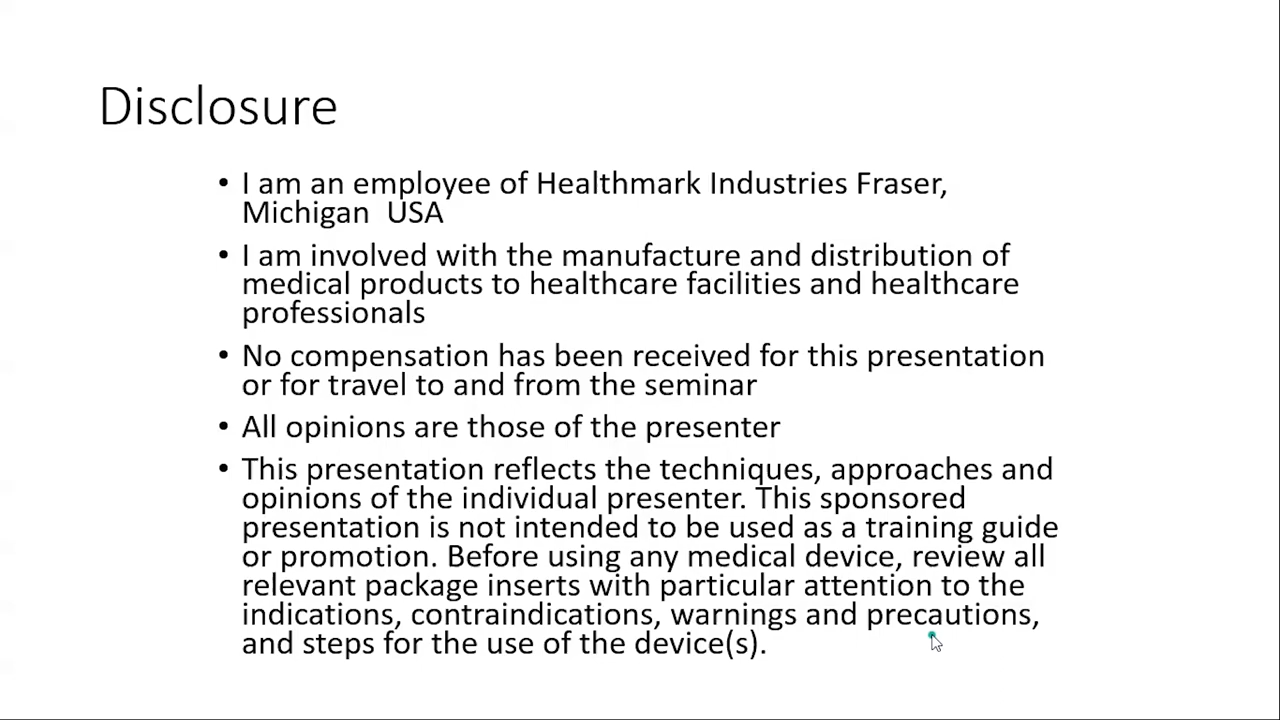 Disclosure
• I am an employee of Healthmark Industries Fraser,
Michigan  USA
• I am involved with the manufacture and distribution of
medical products to healthcare facilities and healthcare
professionals
• No compensation has been received for this presentation
or for travel to and from the seminar
• All opinions are those of the presenter
• This presentation reflects the techniques, approaches and
opinions of the individual presenter. This sponsored
presentation is not intended to be used as a training guide
or promotion. Before using any medical device, review all
relevant package inserts with particular attention to the
indications, contraindications, warnings and precautions,
and steps for the use of the device(s).